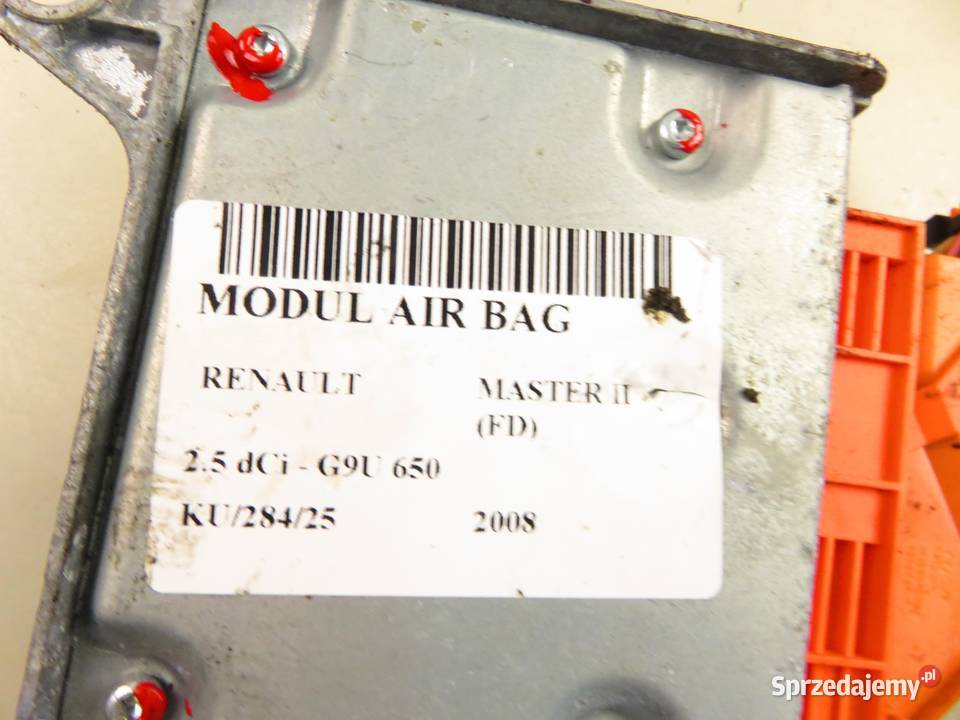 MODUL AIR BAG
RENAULT MASTER II
(FD)
2.5 dCi - G9U 650
KU/284/25 2008
Sprzedajemy.pl